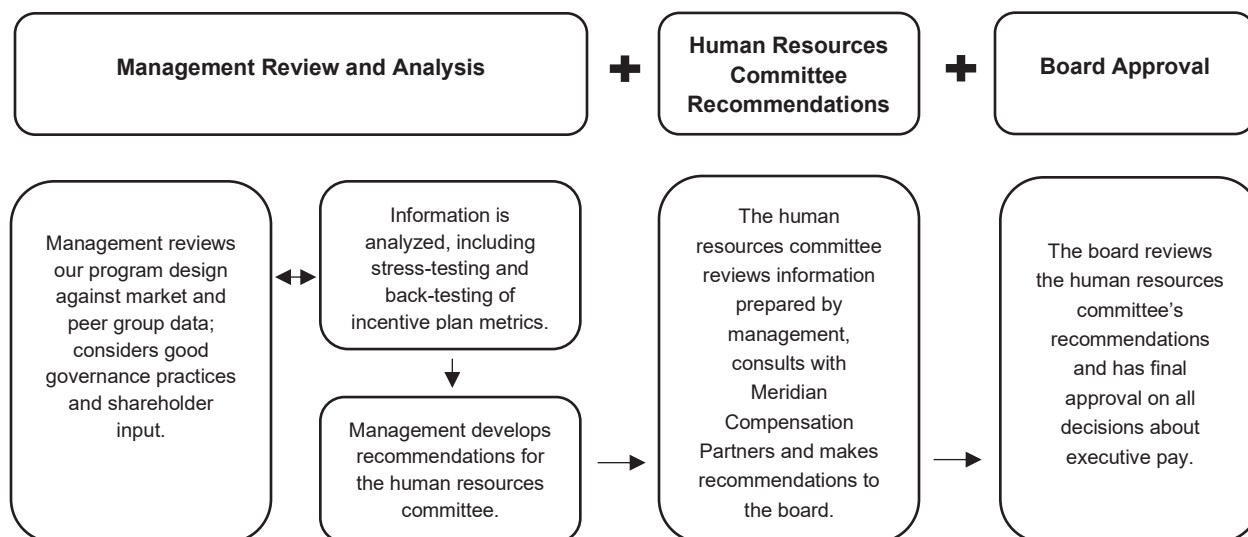 Management Review and Analysis
Human Resources
Committee
Recommendations
Board Approval
Management reviews
our program design
against market and
peer group data;
considers good
governance practices
and shareholder
input.
Information is
analyzed, including
stress-testing and
back-testing of
incentive plan metrics.
Management develops
recommendations for
the human resources
committee.
The human
resources committee
reviews information
prepared by
management,
consults with
Meridian
Compensation
Partners and makes
recommendations to
the board.
The board reviews
the human resources
committee’s
recommendations
and has final
approval on all
decisions about
executive pay.